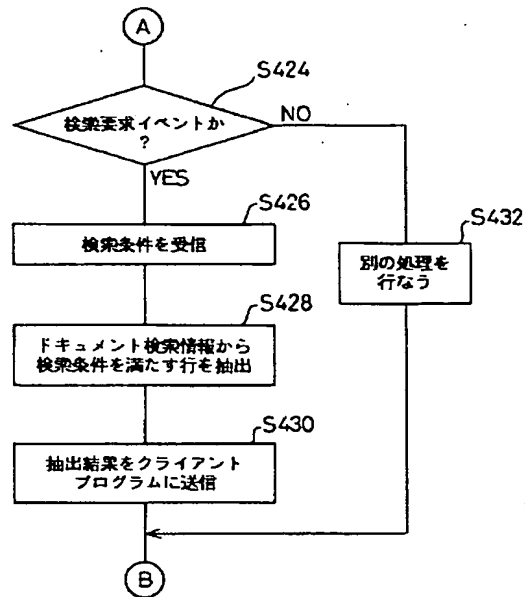 A
S424
検索要求イベントか
?
NO
YES
S426
検索条件を受信
S432
別の処理を
行なう
S428
ドキュメント検索情報から
検索条件を満たす行を抽出
S430
抽出結果をクライアント
プログラムに送信
B